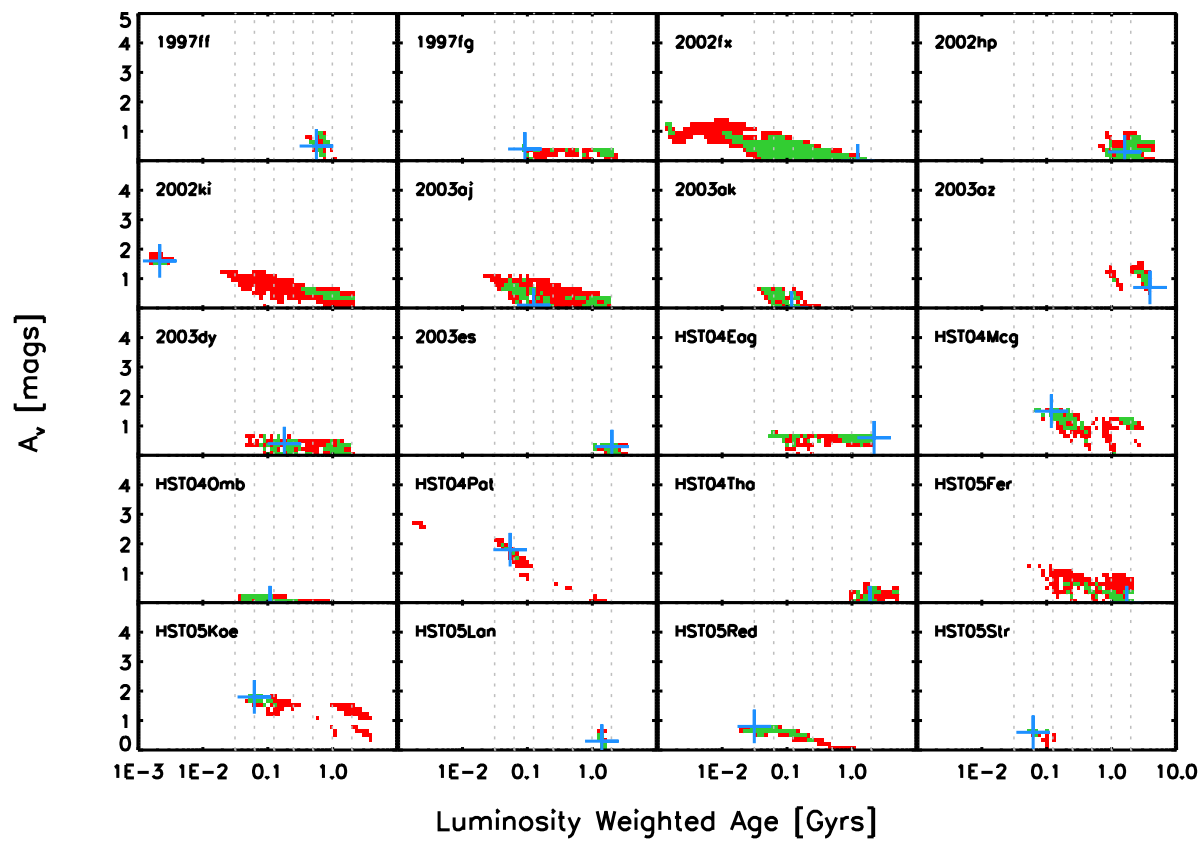 5
1997ff 1997fg 2002fx 2002hp
4
3
2
1
2002ki 2003aj 2003ak 2003az
4
3
2
1
2003dy 2003es HST04Eag HST04Mcg
4
3
2
1
HST04Omb HST04Pat HST04Tha HST05Fer
4
3
2
1
HST05Koe HST05Lan HST05Red HST05Str
4
3
2
1
0
1E-3 1E-2 0.1 1.0 1E-2 0.1 1.0 1E-2 0.1 1.0 1E-2 0.1 1.0 10.0
Luminosity Weighted Age [Gyrs]
Av [mags]